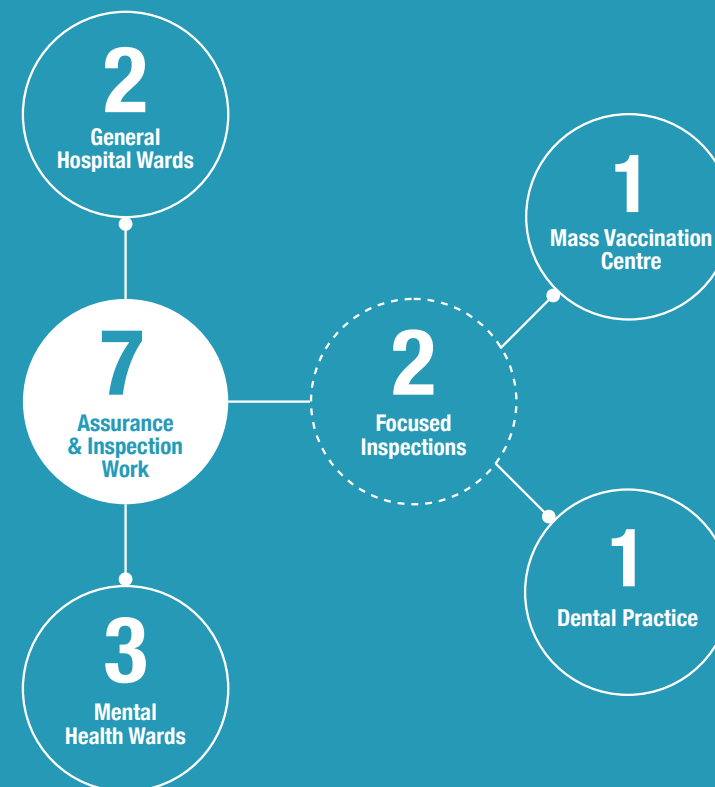 2
General
Hospital Wards
1
Mass Vaccination
Centre
7
Assurance
& Inspection
Work
2
Focused
Inspections
1
Dental Practice
3
Mental
Health Wards